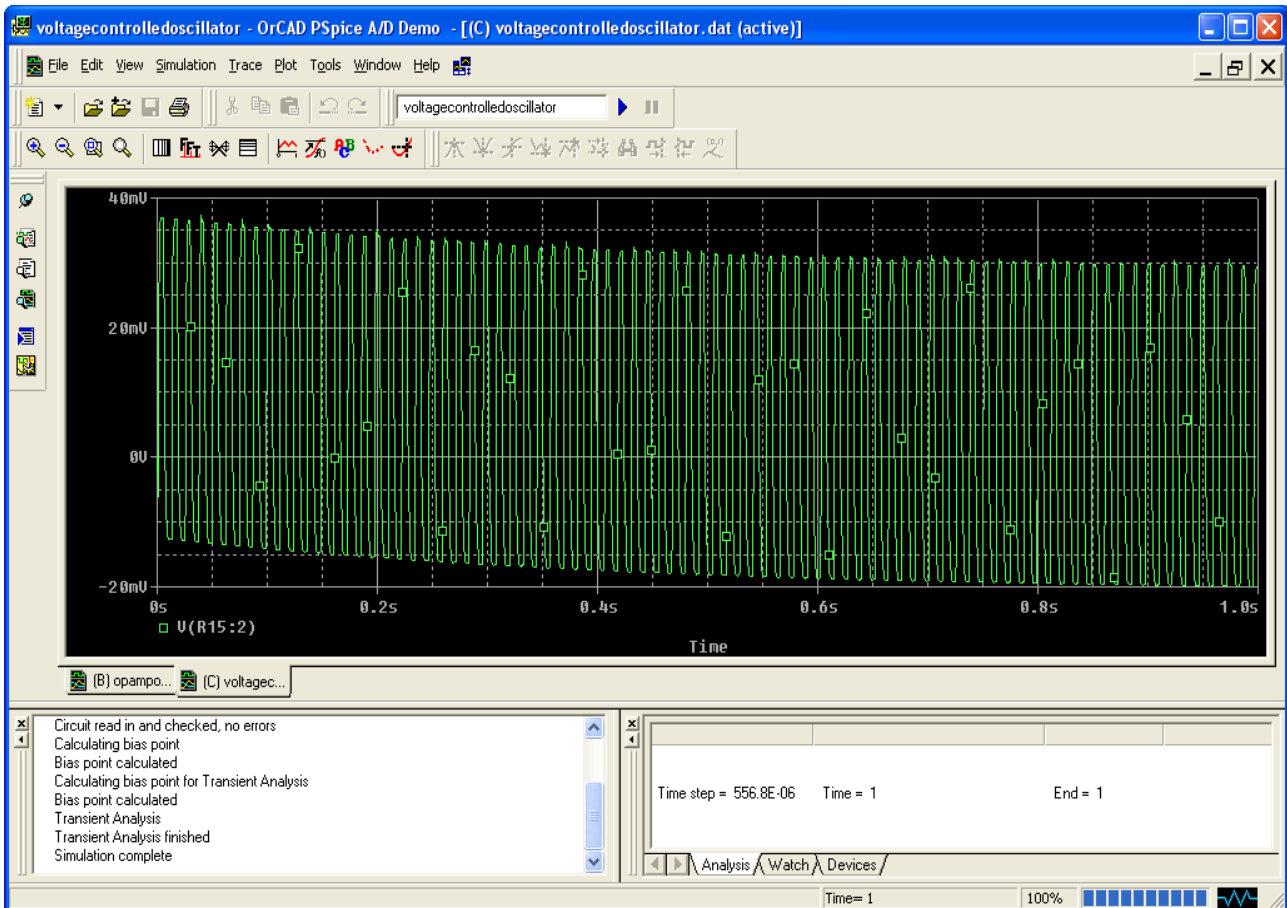 voltagecontrolledoscillator - OrCAD PSpice A/D Demo - [(C) voltagecontrolledoscillator.dat (active)]
File Edit View Simulation Trace Plot Tools Window Help
voltagecontrolledoscillator
FFT
40mV
20mV
0V
-20mV
0s 0.2s 0.4s 0.6s 0.8s 1.0s
V(R15:2)
Time
(B) opampo... (C) voltagec...
Circuit read in and checked, no errors
Calculating bias point
Bias point calculated
Calculating bias point for Transient Analysis
Bias point calculated
Transient Analysis
Transient Analysis finished
Simulation complete
Time step = 556.8E-06 Time = 1 End = 1
Analysis Watch Devices
Time= 1 100%